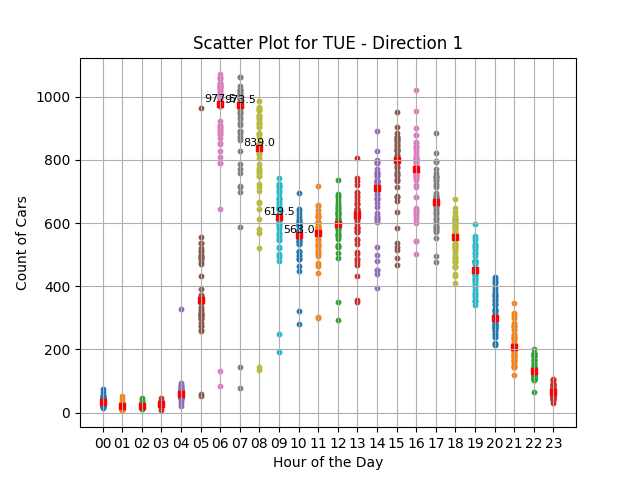 Scatter Plot for TUE - Direction 1
Count of Cars
1000
800
600
400
200
0
977.5
973.5
839.0
619.5
563.0
00 01 02 03 04 05 06 07 08 09 10 11 12 13 14 15 16 17 18 19 20 21 22 23
Hour of the Day